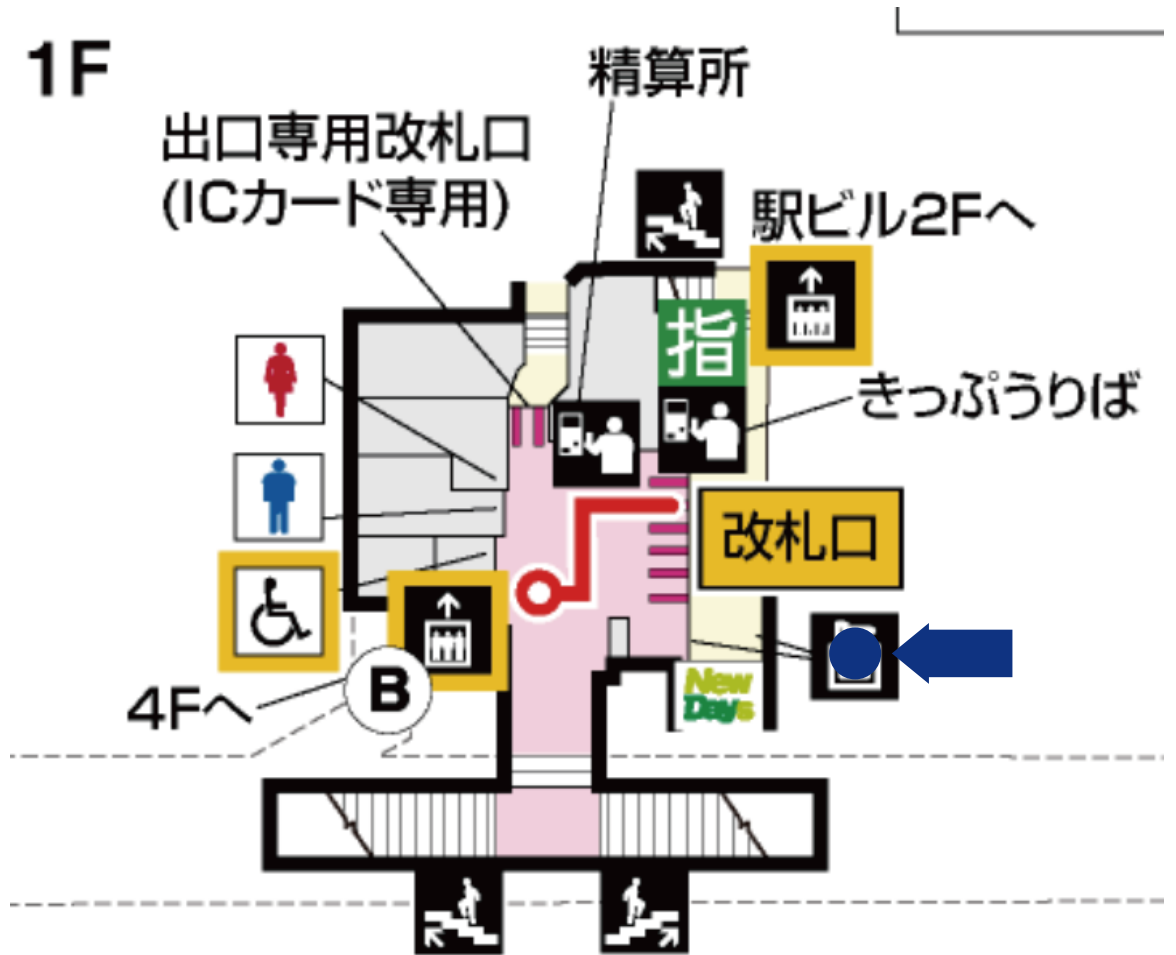 1F
精算所
出口専用改札口
(ICカード専用)
駅ビル2Fへ
指
きっぷうりば
改札口
New
Days
B
4Fへ